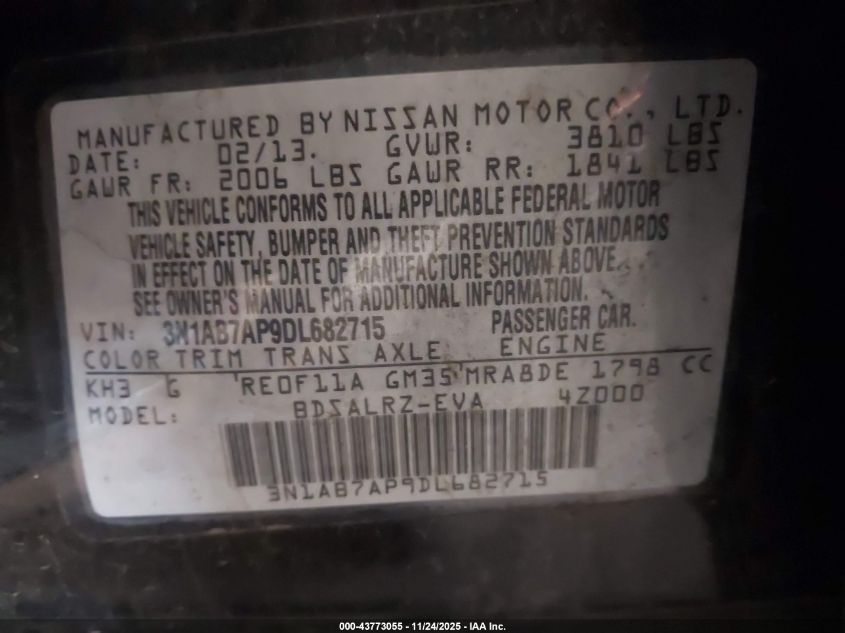 MANUFACTURED BY NISSAN MOTOR CO., LTD.
DATE: 02/13. GVWR: 3810 LBS
GAWR FR: 2006 LBS GAWR RR: 1841 LBS
THIS VEHICLE CONFORMS TO ALL APPLICABLE FEDERAL MOTOR
VEHICLE SAFETY, BUMPER AND THEFT PREVENTION STANDARDS
IN EFFECT ON THE DATE OF MANUFACTURE SHOWN ABOVE.
SEE OWNER'S MANUAL FOR ADDITIONAL INFORMATION.
VIN: 3N1AB7AP9DL682715 PASSENGER CAR.
COLOR TRIM TRANS AXLE ENGINE
KH3 G RE0F11A GM35 MRA8DE 1798 CC
MODEL: BDSALRZ-EVA 4Z000
3N1AB7AP9DL682715
000-43773055 - 11/24/2025 - IAA Inc.